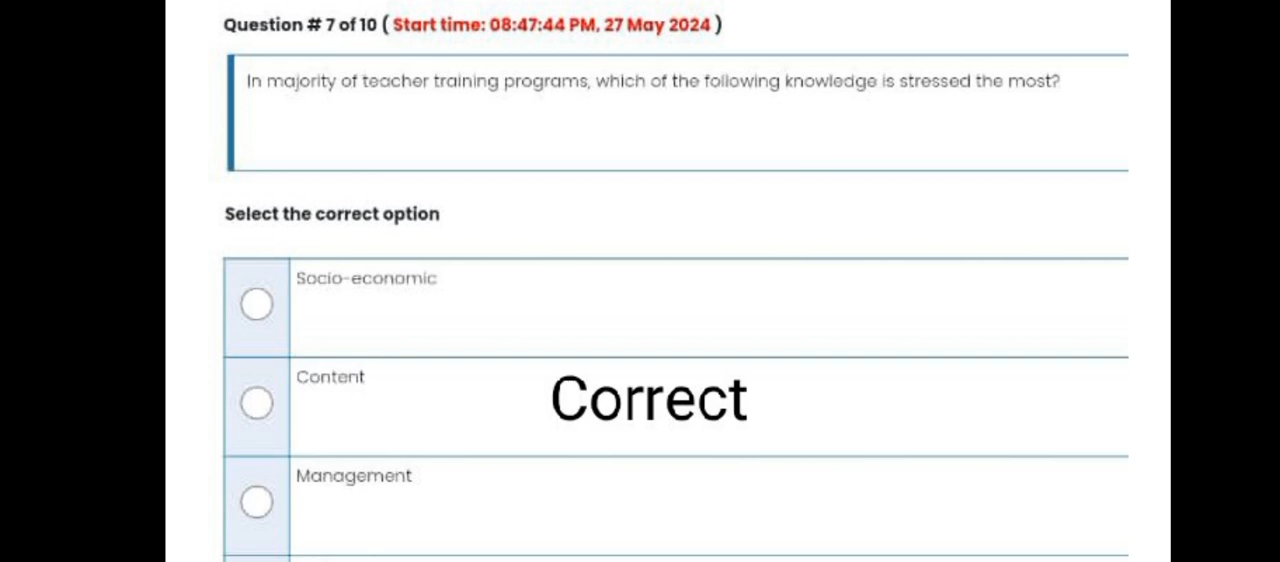 Question # 7 of 10 ( Start time: 08:47:44 PM, 27 May 2024 )
In majority of teacher training programs, which of the following knowledge is stressed the most?
Select the correct option
Socio-economic
Content
Correct
Management